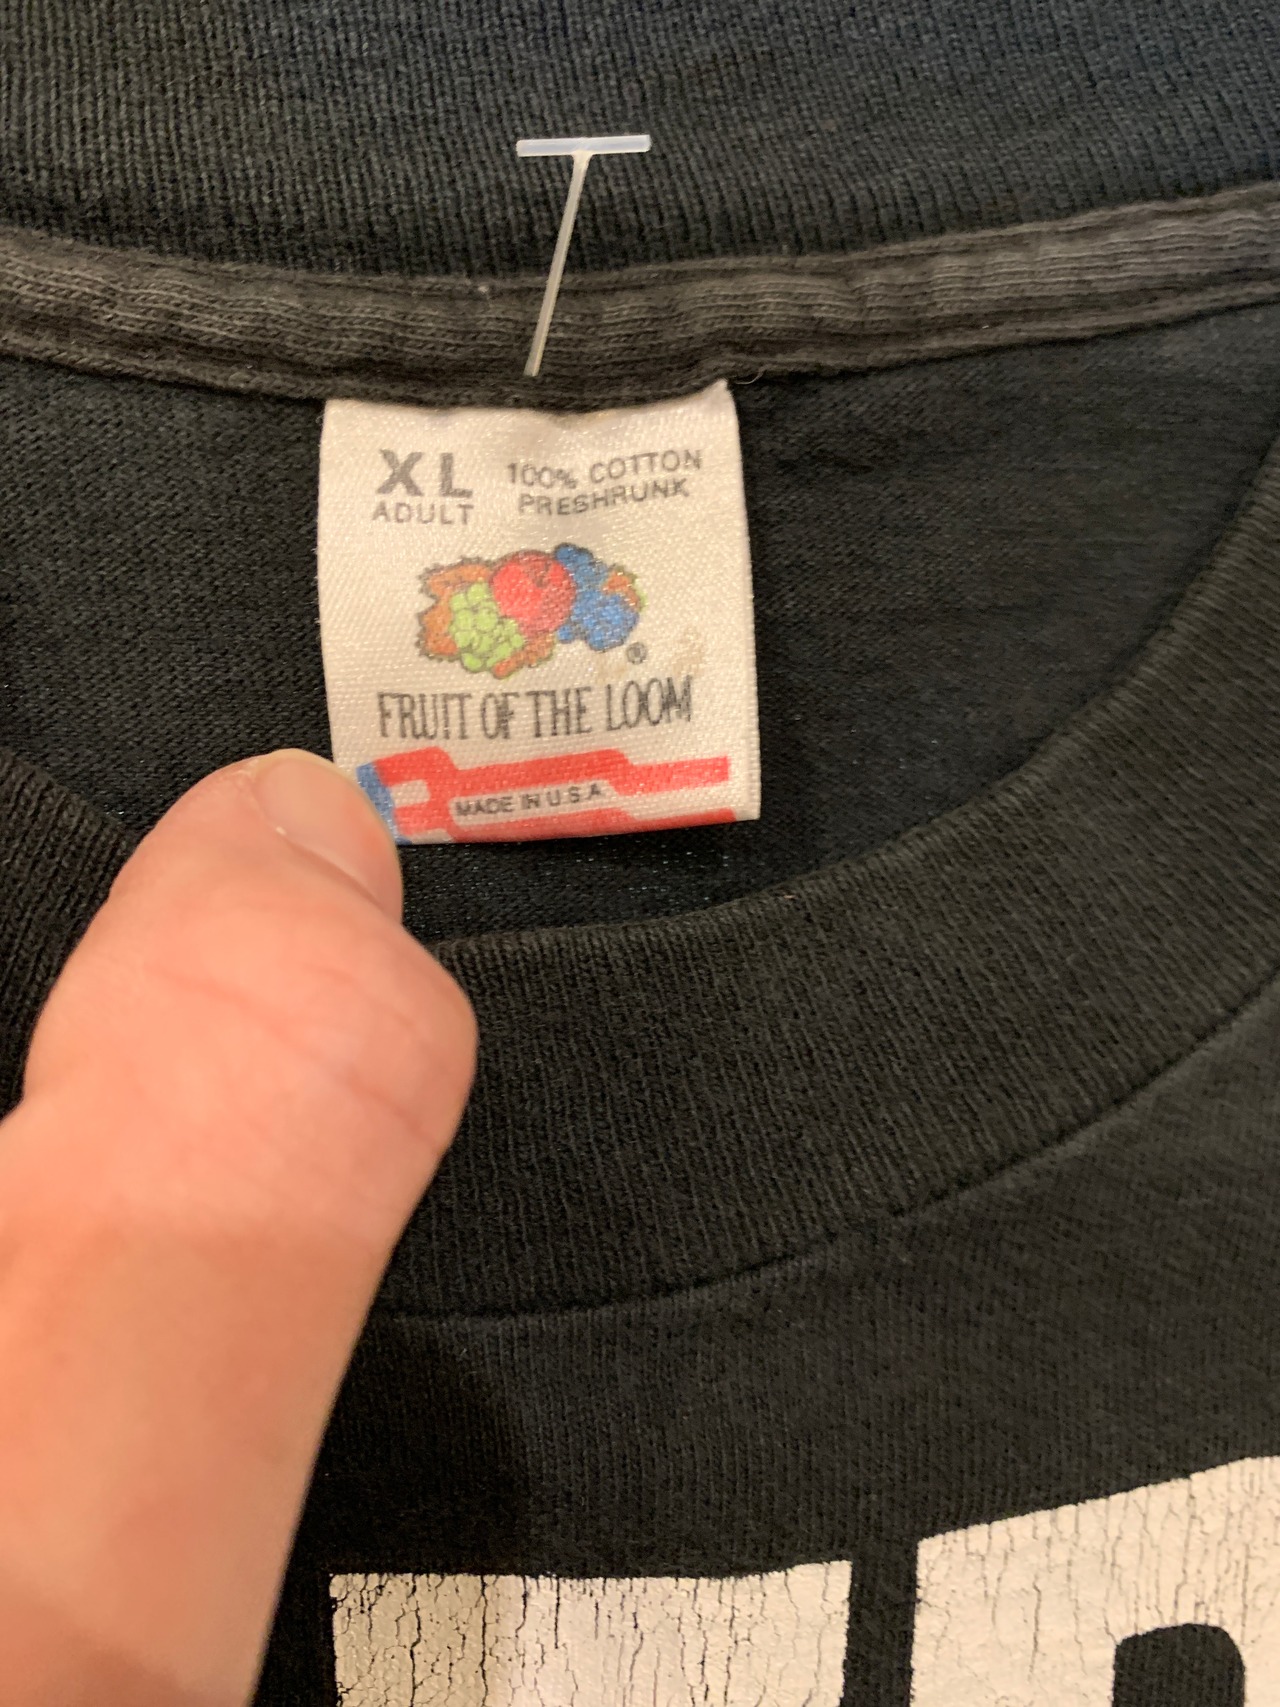 XL 100% COTTON
ADULT PRESHRUNK
®
FRUIT OF THE LOOM
MADE IN U.S.A.